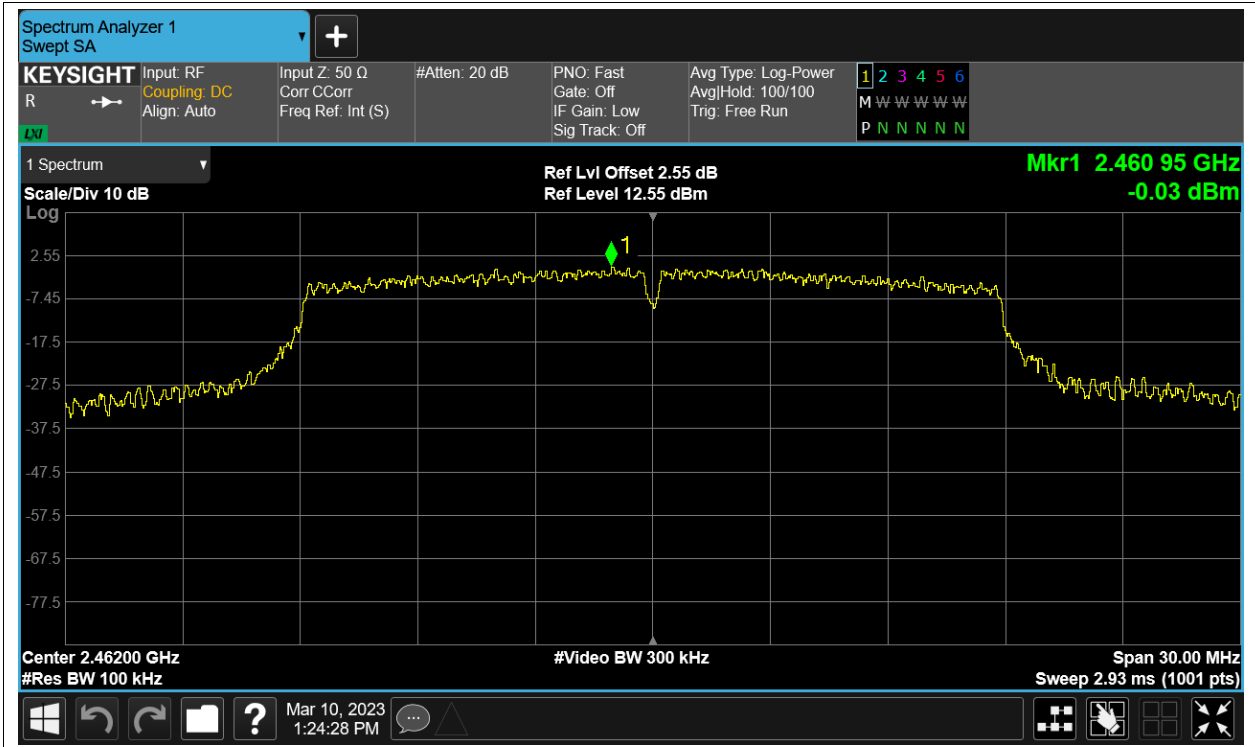 Spectrum Analyzer 1
Swept SA
KEYSIGHT
R
LXI
Input: RF
Coupling: DC
Align: Auto
Input Z: 50 Ω
Corr CCorr
Freq Ref: Int (S)
#Atten: 20 dB
PNO: Fast
Gate: Off
IF Gain: Low
Sig Track: Off
Avg Type: Log-Power
Avg|Hold: 100/100
Trig: Free Run
1 2 3 4 5 6
M W W W W W W
P N N N N N N
1 Spectrum
Scale/Div 10 dB
Log
Ref Lvl Offset 2.55 dB
Ref Level 12.55 dBm
Mkr1 2.460 95 GHz
-0.03 dBm
1
2.55
-7.45
-17.5
-27.5
-37.5
-47.5
-57.5
-67.5
-77.5
Center 2.46200 GHz
#Res BW 100 kHz
#Video BW 300 kHz
Span 30.00 MHz
Sweep 2.93 ms (1001 pts)
?
Mar 10, 2023
1:24:28 PM